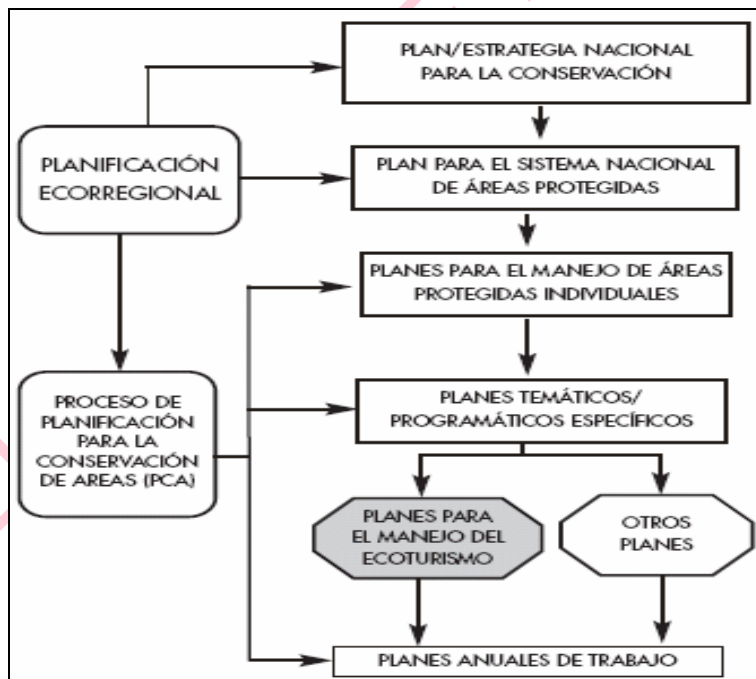 PLAN/ESTRATEGIA NACIONAL
PARA LA CONSERVACIÓN
PLANIFICACIÓN
ECORREGIONAL
PLAN PARA EL SISTEMA NACIONAL
DE ÁREAS PROTEGIDAS
PLANES PARA EL MANEJO DE ÁREAS
PROTEGIDAS INDIVIDUALES
PROCESO DE
PLANIFICACIÓN
PARA LA
CONSERVACIÓN
DE AREAS (PCA)
PLANES TEMÁTICOS/
PROGRAMÁTICOS ESPECÍFICOS
PLANES PARA
EL MANEJO DEL
ECOTURISMO
OTROS
PLANES
PLANES ANUALES DE TRABAJO